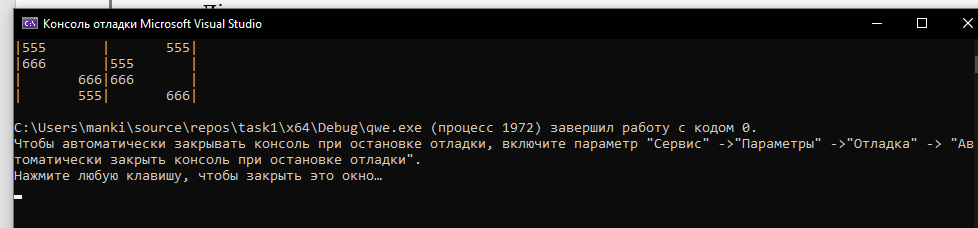 Консоль отладки Microsoft Visual Studio
|555       |       555|
|666       |555       |
|       666|666       |
|       555|       666|
C:\Users\manki\source\repos\task1\x64\Debug\qwe.exe (процесс 1972) завершил работу с кодом 0.
Чтобы автоматически закрывать консоль при остановке отладки, включите параметр "Сервис" ->"Параметры" ->"Отладка" -> "Ав
томатически закрыть консоль при остановке отладки".
Нажмите любую клавишу, чтобы закрыть это окно…